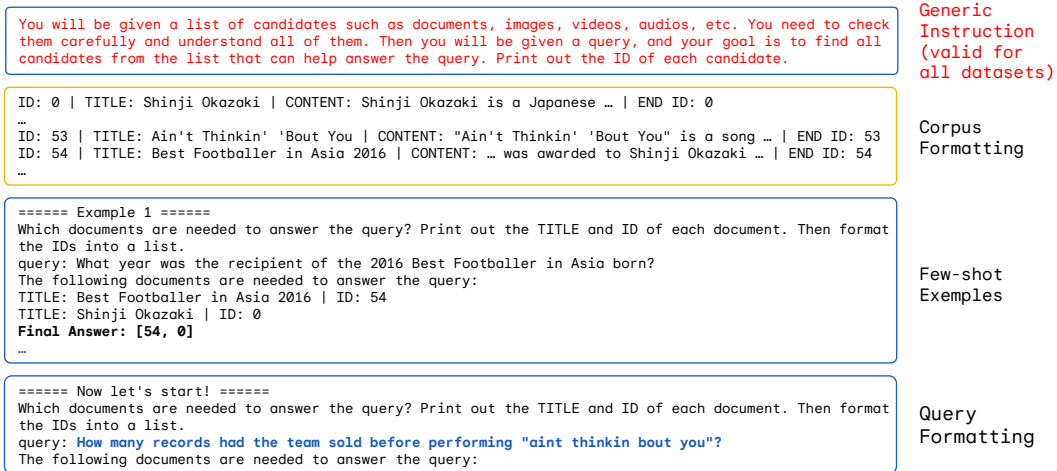 You will be given a list of candidates such as documents, images, videos, audios, etc. You need to check
them carefully and understand all of them. Then you will be given a query, and your goal is to find all
candidates from the list that can help answer the query. Print out the ID of each candidate.
Generic
Instruction
(valid for
all datasets)
ID: 0 | TITLE: Shinji Okazaki | CONTENT: Shinji Okazaki is a Japanese … | END ID: 0
…
ID: 53 | TITLE: Ain't Thinkin' 'Bout You | CONTENT: "Ain't Thinkin' 'Bout You" is a song … | END ID: 53
ID: 54 | TITLE: Best Footballer in Asia 2016 | CONTENT: … was awarded to Shinji Okazaki … | END ID: 54
…
Corpus
Formatting
====== Example 1 ======
Which documents are needed to answer the query? Print out the TITLE and ID of each document. Then format
the IDs into a list.
query: What year was the recipient of the 2016 Best Footballer in Asia born?
The following documents are needed to answer the query:
TITLE: Best Footballer in Asia 2016 | ID: 54
TITLE: Shinji Okazaki | ID: 0
Final Answer: [54, 0]
…
Few-shot
Exemples
====== Now let's start! ======
Which documents are needed to answer the query? Print out the TITLE and ID of each document. Then format
the IDs into a list.
query: How many records had the team sold before performing "aint thinkin bout you"?
The following documents are needed to answer the query:
Query
Formatting